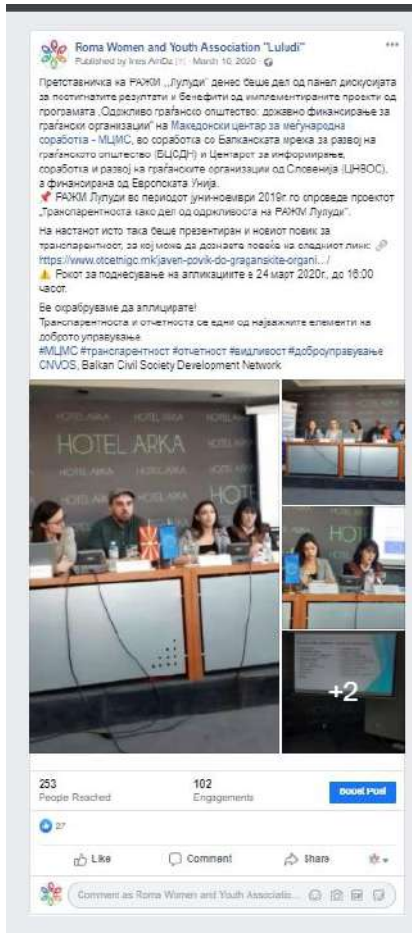 Roma Women and Youth Association "Luludi"
Published by Ines AmDz [?] · March 10, 2020 ·
Претставничка на РАЖМ ,,Лулуди" денес беше дел од панел дискусијата
за постигнатите резултати и бенефити од имплементираните проекти од
програмата „Одржливо граѓанско општество: државно финансирање за
граѓански организации" на Македонски центар за меѓународна
соработка - МЦМС, во соработка со Балканската мрежа за развој на
граѓанското општество (БЦСДН) и Центарот за информирање,
соработка и развој на граѓанските организации од Словенија (ЦНВОС),
а финансирана од Европската Унија.
📌 РАЖМ Лулуди во периодот јуни-ноември 2019г.го спроведе проектот
„Транспарентноста како дел од одржливоста на РАЖМ Лулуди".
На настанот исто така беше презентиран и новиот повик за
транспарентност, за кој може да дознаете повеќе на следниот линк: 🔗
https://www.otcetnigo.mk/javen-povik-do-graganskite-organi.../
⚠ Рокот за поднесување на апликациите е 24 март 2020г, до 16:00
часот.
Ве охрабруваме да аплицирате!
Транспарентноста и отчетноста се едни од најважните елементи на
доброто управување.
#МЦМС #транспарентност #отчетност #видливост #доброуправување
CNVOS, Balkan Civil Society Development Network
HOTEL ARKA
+2
253
People Reached
102
Engagements
Boost Post
27
Like
Comment
Share
Comment as Roma Women and Youth Associatio...